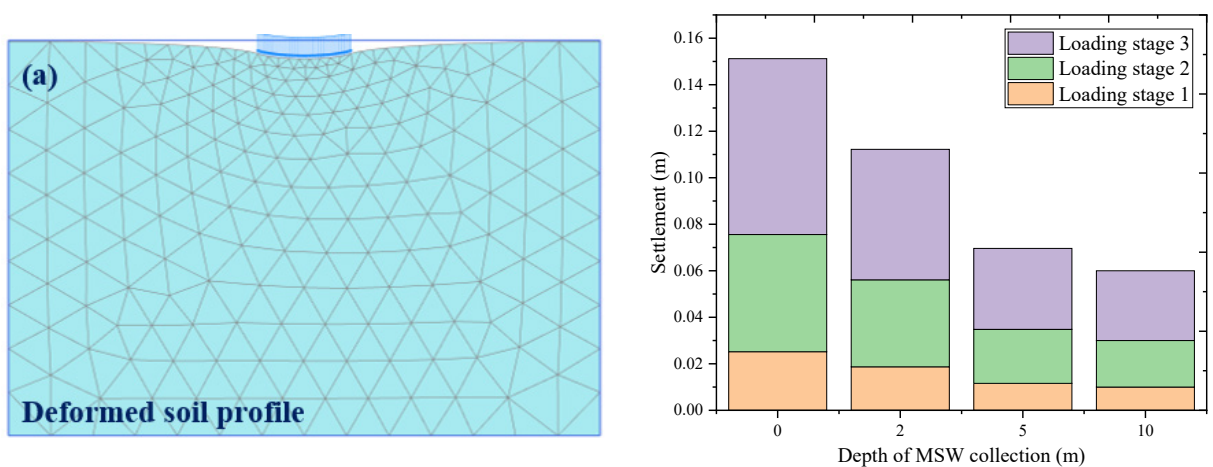 (a)
Deformed soil profile
0.16
0.14
0.12
0.10
0.08
0.06
0.04
0.02
0.00
Settlement (m)
Loading stage 3
Loading stage 2
Loading stage 1
0 2 5 10
Depth of MSW collection (m)